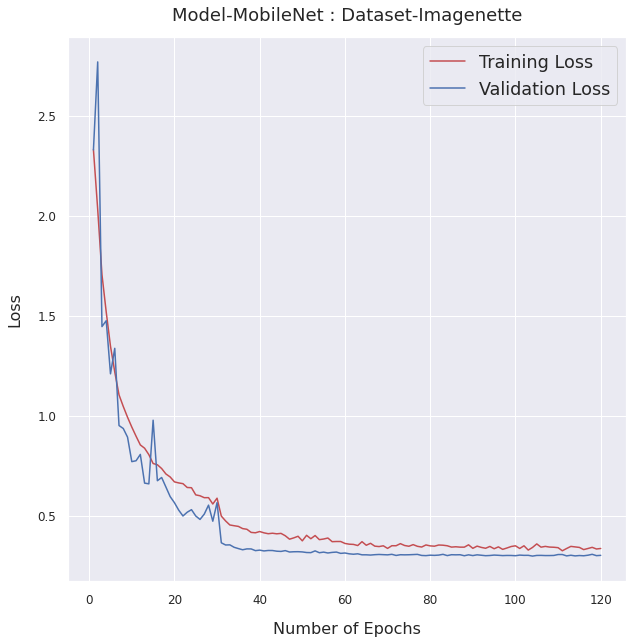 Model-MobileNet : Dataset-Imagenette
Training Loss
Validation Loss
2.5
2.0
1.5
1.0
0.5
Loss
0 20 40 60 80 100 120
Number of Epochs